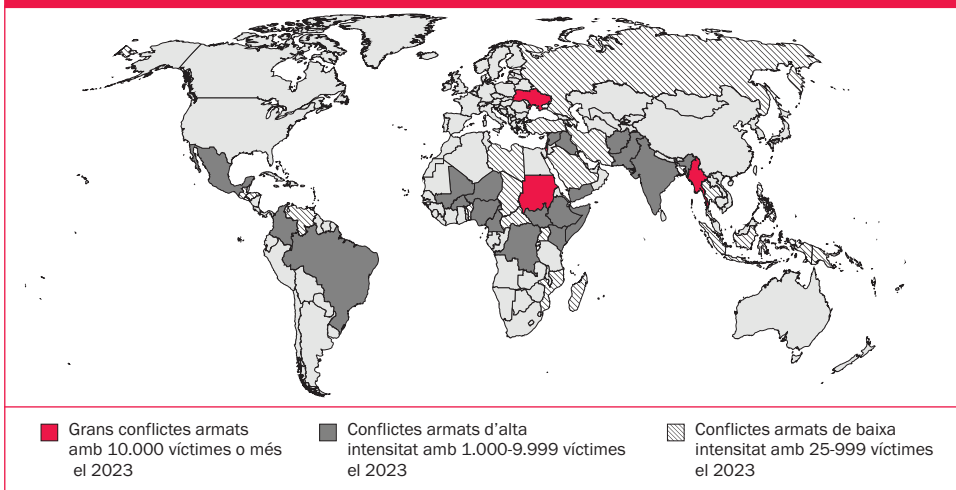 Grans conflictes armats
amb 10.000 víctimes o més
el 2023
Conflictes armats d'alta
intensitat amb 1.000-9.999 víctimes
el 2023
Conflictes armats de baixa
intensitat amb 25-999 víctimes
el 2023